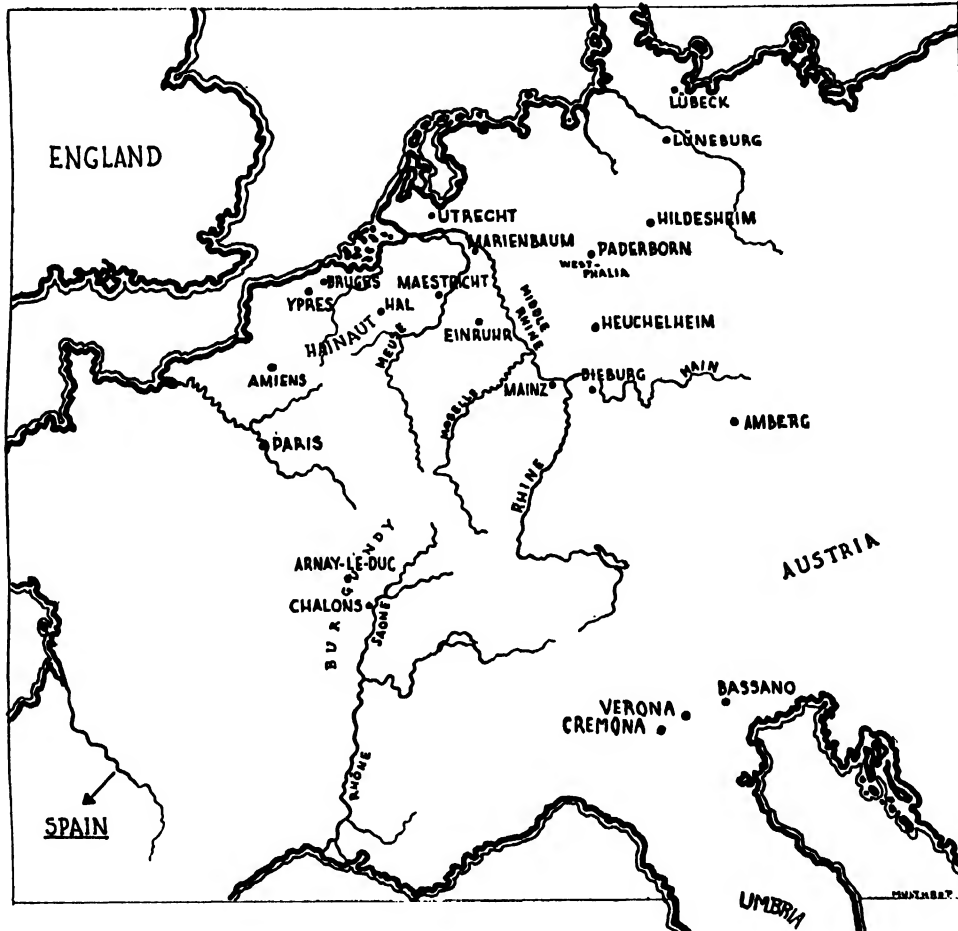 LÜBECK
LÜNEBURG
ENGLAND
UTRECHT
HILDESHEIM
MARIENBAUM
PADERBORN
WEST-
PHALIA
BRUGES
MAESTRICHT
YPRES
HAL
MIDDLE
RHINE
HEUCHELHEIM
HAINAUT
MEUSE
EINRUHR
AMIENS
MAINZ
DIEBURG
MAIN
MOSELLE
AMBERG
PARIS
RHINE
BURGUNDY
ARNAY-LE-DUC
AUSTRIA
CHALONS
SAONE
BASSANO
VERONA
CREMONA
RHÔNE
SPAIN
UMBRIA